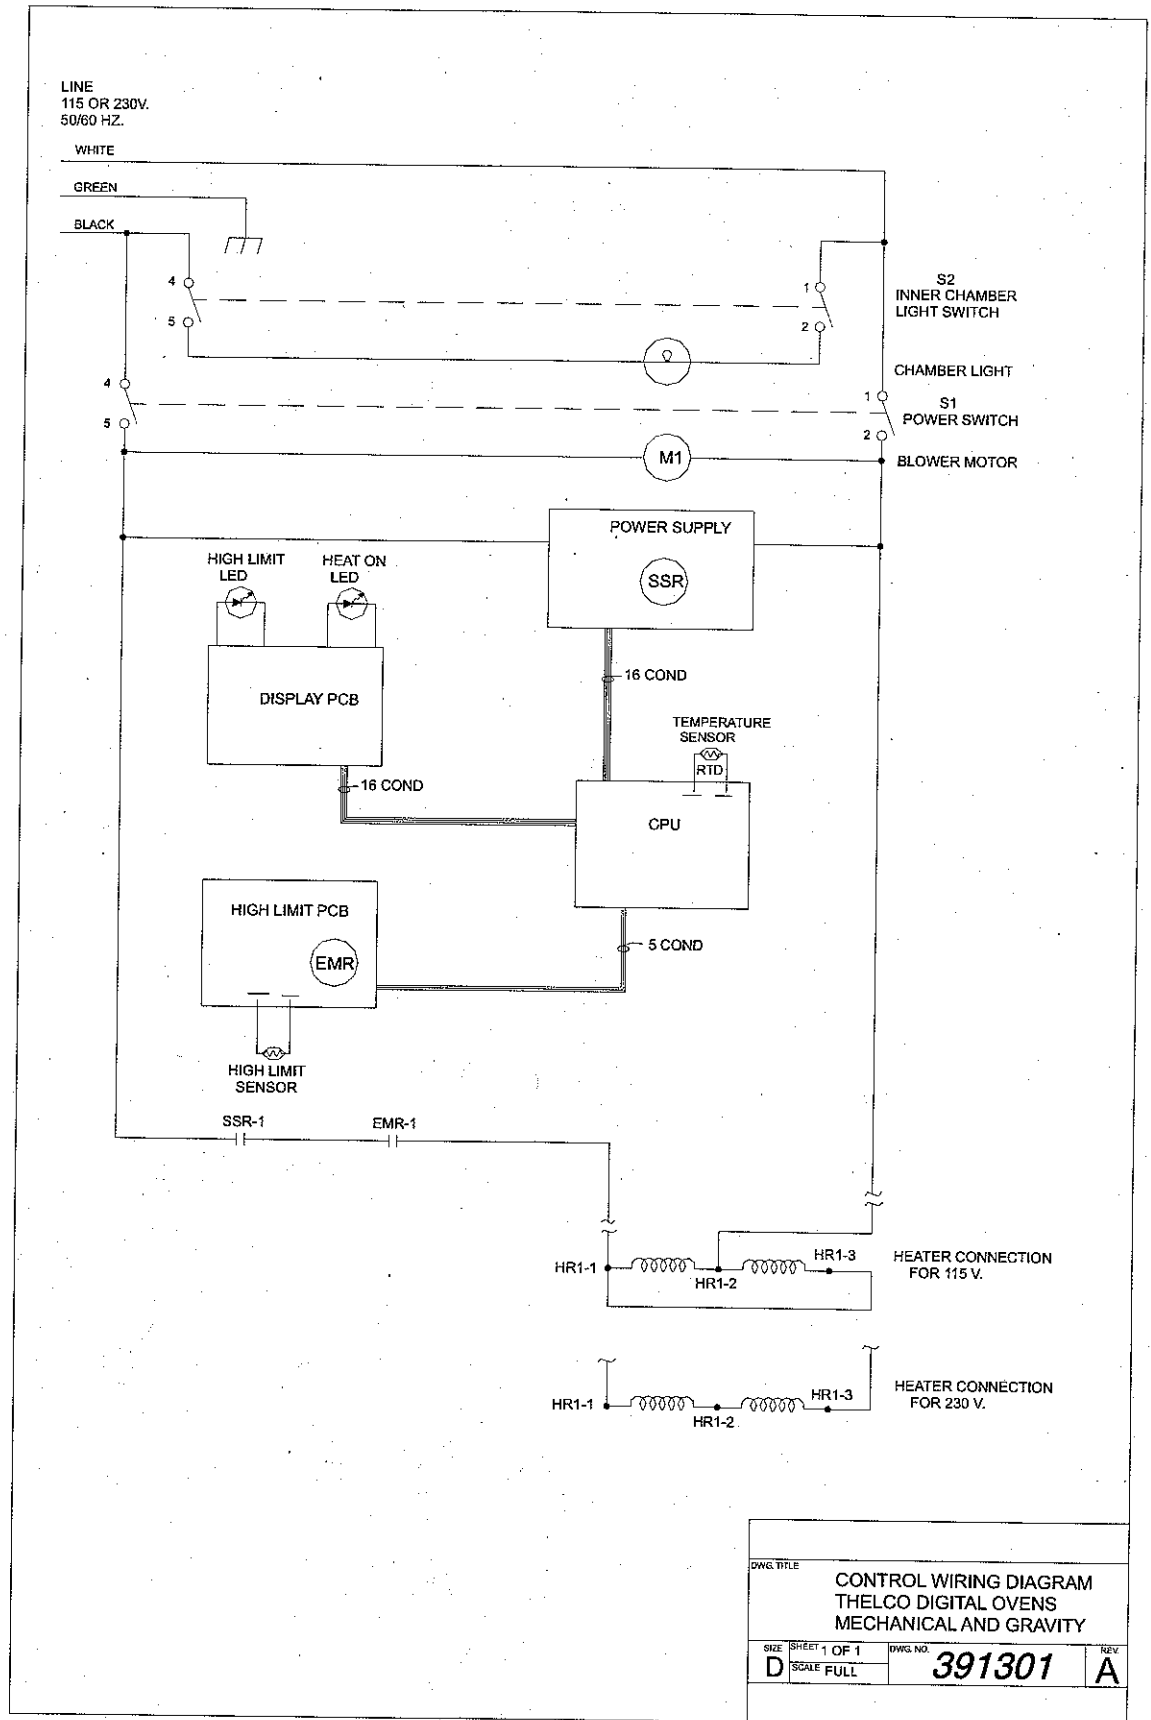 LINE
115 OR 230V.
50/60 HZ.
WHITE
GREEN
BLACK
4
5
1
2
S2
INNER CHAMBER
LIGHT SWITCH
CHAMBER LIGHT
4
5
1
2
S1
POWER SWITCH
M1
BLOWER MOTOR
POWER SUPPLY
SSR
HIGH LIMIT
LED
HEAT ON
LED
DISPLAY PCB
16 COND
16 COND
TEMPERATURE
SENSOR
RTD
CPU
HIGH LIMIT PCB
EMR
5 COND
HIGH LIMIT
SENSOR
SSR-1
EMR-1
HR1-1
HR1-2
HR1-3
HEATER CONNECTION
FOR 115 V.
HR1-1
HR1-2
HR1-3
HEATER CONNECTION
FOR 230 V.
DWG. TITLE
CONTROL WIRING DIAGRAM
THELCO DIGITAL OVENS
MECHANICAL AND GRAVITY
SIZE
D
SHEET 1 OF 1
SCALE FULL
DWG. NO.
391301
REV.
A